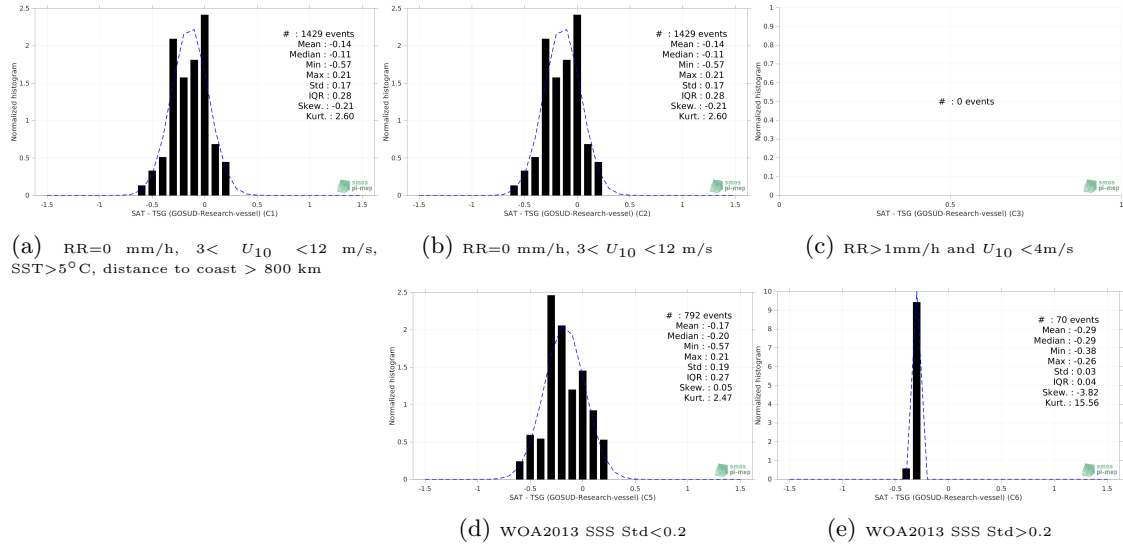 2.5
2
1.5
1
0.5
0
Normalized histogram
# : 1429 events
Mean : -0.14
Median : -0.11
Min : -0.57
Max : 0.21
Std : 0.17
IQR : 0.28
Skew. : -0.21
Kurt. : 2.60
smos
pi-mep
-1.5 -1 -0.5 0 0.5 1 1.5
SAT - TSG (GOSUD-Research-vessel) (C1)
(a) RR=0 mm/h, 3< U10 <12 m/s,
SST>5°C, distance to coast > 800 km
2.5
2
1.5
1
0.5
0
Normalized histogram
# : 1429 events
Mean : -0.14
Median : -0.11
Min : -0.57
Max : 0.21
Std : 0.17
IQR : 0.28
Skew. : -0.21
Kurt. : 2.60
smos
pi-mep
-1.5 -1 -0.5 0 0.5 1 1.5
SAT - TSG (GOSUD-Research-vessel) (C2)
(b) RR=0 mm/h, 3< U10 <12 m/s
1
0.9
0.8
0.7
0.6
0.5
0.4
0.3
0.2
0.1
0
Normalized histogram
# : 0 events
smos
pi-mep
0 0.5 1
SAT - TSG (GOSUD-Research-vessel) (C3)
(c) RR>1mm/h and U10 <4m/s
2.5
2
1.5
1
0.5
0
Normalized histogram
# : 792 events
Mean : -0.17
Median : -0.20
Min : -0.57
Max : 0.21
Std : 0.19
IQR : 0.27
Skew. : 0.05
Kurt. : 2.47
smos
pi-mep
-1.5 -1 -0.5 0 0.5 1 1.5
SAT - TSG (GOSUD-Research-vessel) (C5)
(d) WOA2013 SSS Std<0.2
10
9
8
7
6
5
4
3
2
1
0
Normalized histogram
# : 70 events
Mean : -0.29
Median : -0.29
Min : -0.38
Max : -0.26
Std : 0.03
IQR : 0.04
Skew. : -3.82
Kurt. : 15.56
smos
pi-mep
-1.5 -1 -0.5 0 0.5 1 1.5
SAT - TSG (GOSUD-Research-vessel) (C6)
(e) WOA2013 SSS Std>0.2